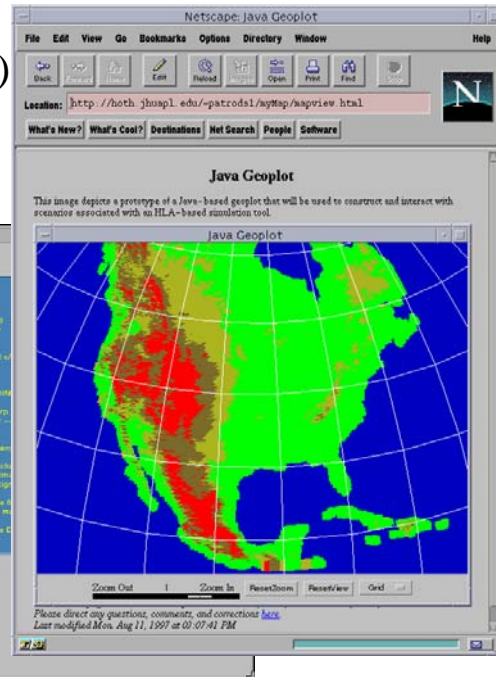 Netscape: Java Geoplot
File Edit View Go Bookmarks Options Directory Window Help
)
Back Forward Home Edit Reload Images Open Print Find Stop
Location: http://hoth.jhuapl.edu/~patrods1/myMap/mapview.html
N
What's New? What's Cool? Destinations Net Search People Software
Java Geoplot
This image depicts a prototype of a Java-based geoplot that will be used to construct and interact with
scenarios associated with an HLA-based simulation tool.
Java Geoplot
Zoom Out 1 Zoom In ResetZoom ResetView Grid
Please direct any questions, comments, and corrections here.
Last modified Mon. Aug 11, 1997 at 03:07:41 PM